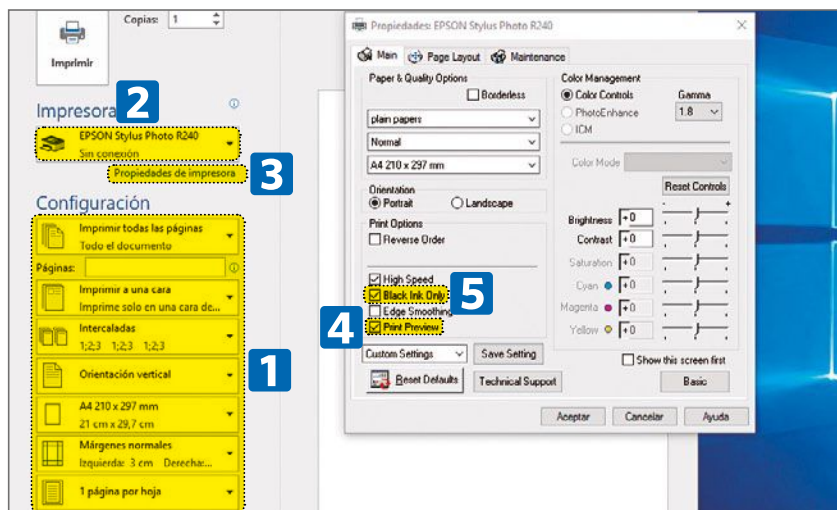 Copias: 1
Imprimir
Impresora
2
EPSON Stylus Photo R240
Sin conexión
Propiedades de impresora
3
Configuración
Imprimir todas las páginas
Todo el documento
Páginas:
Imprimir a una cara
Imprime solo en una cara de...
Intercaladas
1;2;3 1;2;3 1;2;3
Orientación vertical
1
A4 210 x 297 mm
21 cm x 29,7 cm
Márgenes normales
Izquierda: 3 cm Derecha:...
1 página por hoja
Propiedades: EPSON Stylus Photo R240
Main Page Layout Maintenance
Paper & Quality Options
Borderless
plain papers
Normal
A4 210 x 297 mm
Orientation
Portrait Landscape
Print Options
Reverse Order
High Speed
Black Ink Only
5
Edge Smoothing
4
Print Preview
Custom Settings Save Setting
Reset Defaults Technical Support
Color Management
Color Controls Gamma
PhotoEnhance 1.8
ICM
Color Mode
Reset Controls
- +
Brightness +0
Contrast +0
Saturation +0
Cyan +0
Magenta +0
Yellow +0
Show this screen first
Basic
Aceptar Cancelar Ayuda